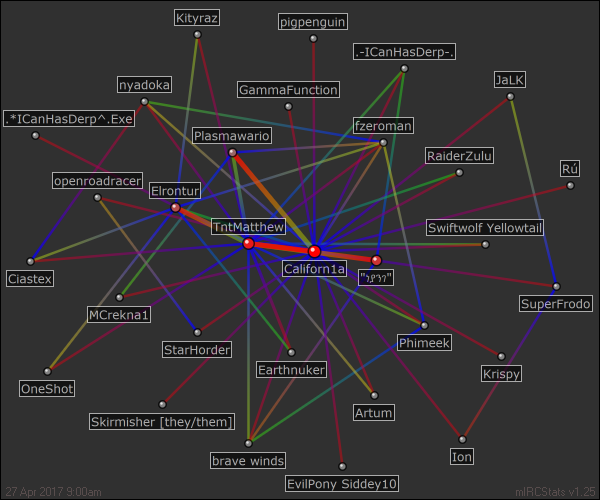 Kityraz
pigpenguin
.-ICanHasDerp-.
nyadoka
GammaFunction
JaLK
.*ICanHasDerp^.Exe
Plasmawario
fzeroman
RaiderZulu
Rú
openroadracer
Elrontur
TntMatthew
Swiftwolf Yellowtail
Californ1a
Ciastex
MCrekna1
SuperFrodo
StarHorder
Phimeek
Earthnuker
Krispy
OneShot
Artum
Skirmisher [they/them]
brave winds
Ion
EvilPony Siddey10
27 Apr 2017 9:00am
mIRCStats v1.25